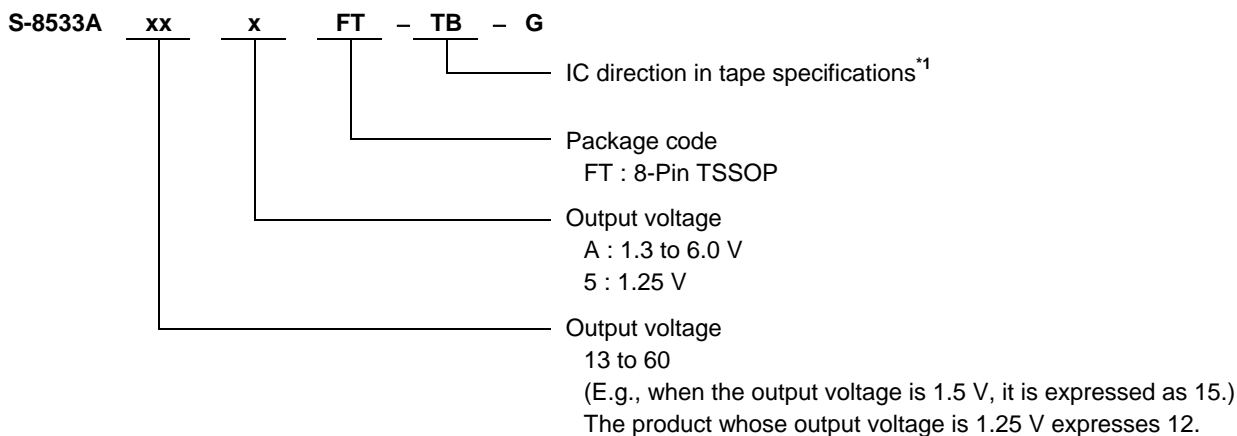 S-8533A xx x FT – TB – G
IC direction in tape specifications*1
Package code
FT : 8-Pin TSSOP
Output voltage
A : 1.3 to 6.0 V
5 : 1.25 V
Output voltage
13 to 60
(E.g., when the output voltage is 1.5 V, it is expressed as 15.)
The product whose output voltage is 1.25 V expresses 12.